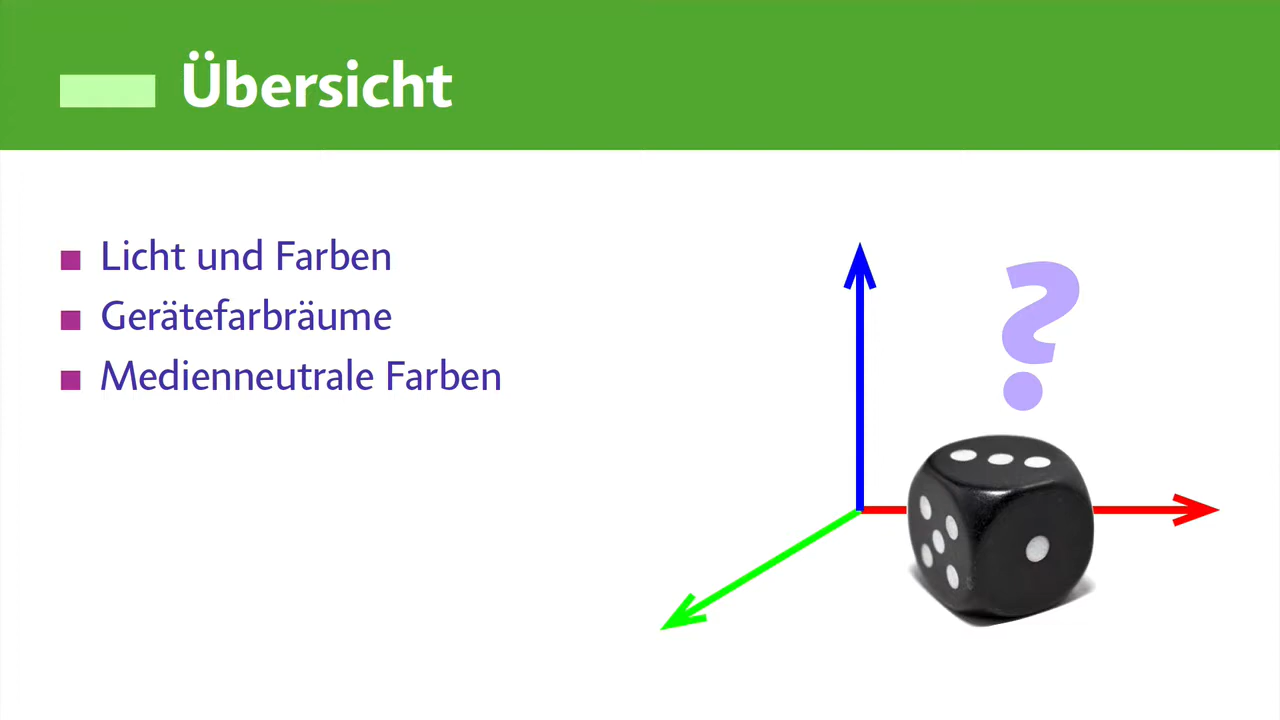 Übersicht
Licht und Farben
Gerätefarbräume
Medienneutrale Farben
?